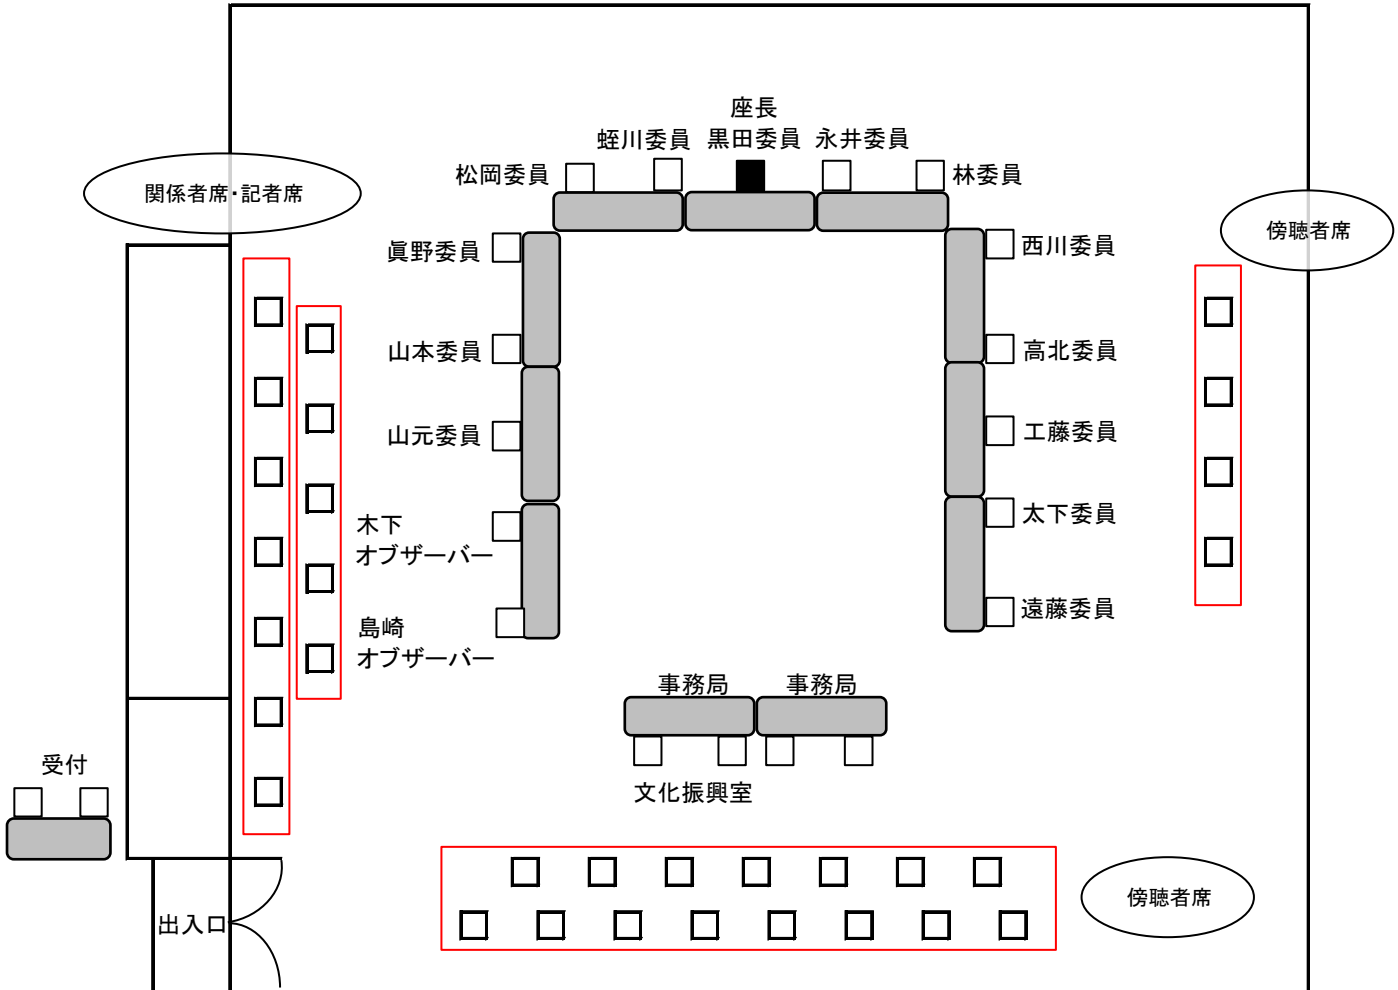 座長
蛭川委員
黒田委員
永井委員
松岡委員
林委員
関係者席・記者席
傍聴者席
眞野委員
西川委員
山本委員
高北委員
山元委員
工藤委員
木下
オブザーバー
太下委員
島崎
オブザーバー
遠藤委員
事務局
事務局
受付
文化振興室
傍聴者席
出入口